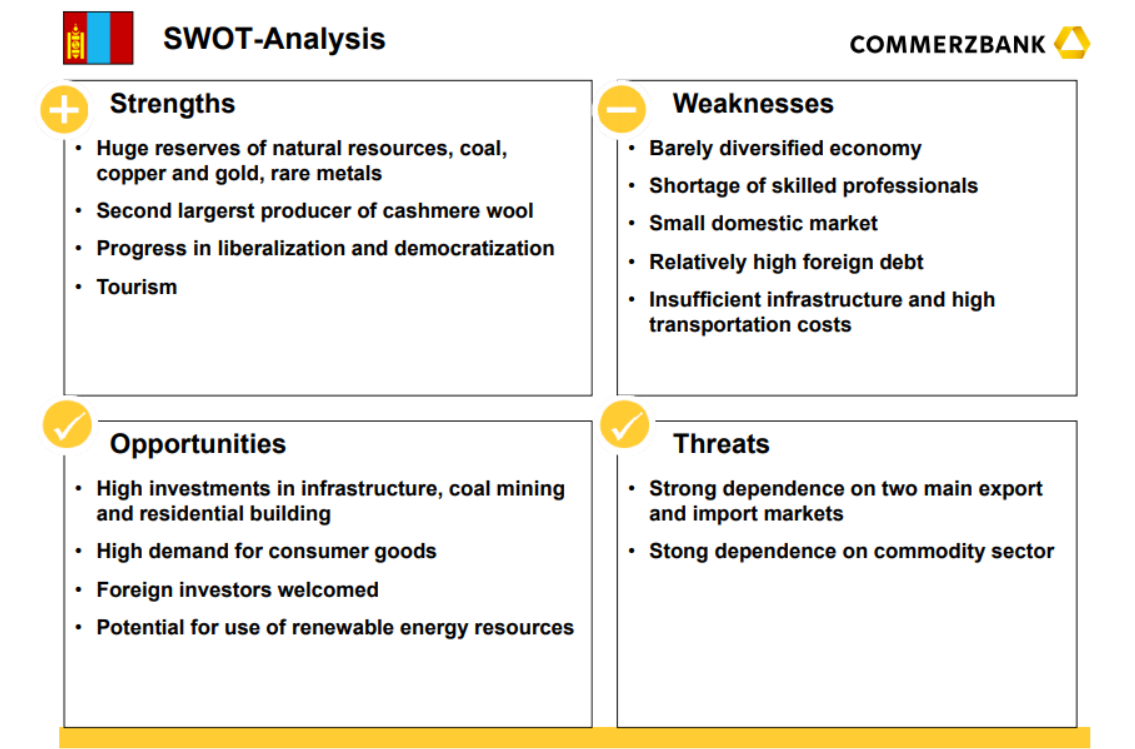 SWOT-Analysis
COMMERZBANK
Strengths
• Huge reserves of natural resources, coal,
copper and gold, rare metals
• Second largerst producer of cashmere wool
• Progress in liberalization and democratization
• Tourism
Weaknesses
• Barely diversified economy
• Shortage of skilled professionals
• Small domestic market
• Relatively high foreign debt
• Insufficient infrastructure and high
transportation costs
Opportunities
• High investments in infrastructure, coal mining
and residential building
• High demand for consumer goods
• Foreign investors welcomed
• Potential for use of renewable energy resources
Threats
• Strong dependence on two main export
and import markets
• Stong dependence on commodity sector